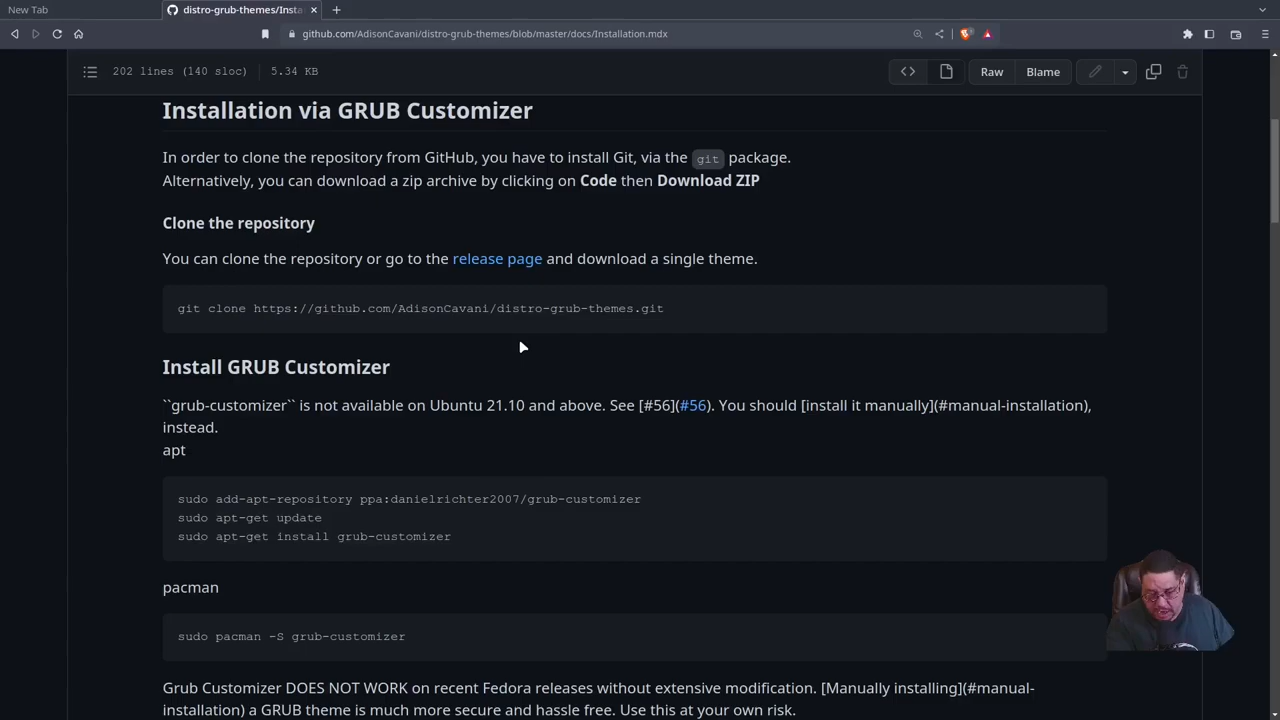 New Tab
distro-grub-themes/Insta
github.com/AdisonCavani/distro-grub-themes/blob/master/docs/Installation.mdx
202 lines (140 sloc) 5.34 KB
Raw Blame
Installation via GRUB Customizer
In order to clone the repository from GitHub, you have to install Git, via the git package.
Alternatively, you can download a zip archive by clicking on Code then Download ZIP
Clone the repository
You can clone the repository or go to the release page and download a single theme.
git clone https://github.com/AdisonCavani/distro-grub-themes.git
Install GRUB Customizer
``grub-customizer`` is not available on Ubuntu 21.10 and above. See [#56](#56). You should [install it manually](#manual-installation),
instead.
apt
sudo add-apt-repository ppa:danielrichter2007/grub-customizer
sudo apt-get update
sudo apt-get install grub-customizer
pacman
sudo pacman -S grub-customizer
Grub Customizer DOES NOT WORK on recent Fedora releases without extensive modification. [Manually installing](#manual-
installation) a GRUB theme is much more secure and hassle free. Use this at your own risk.